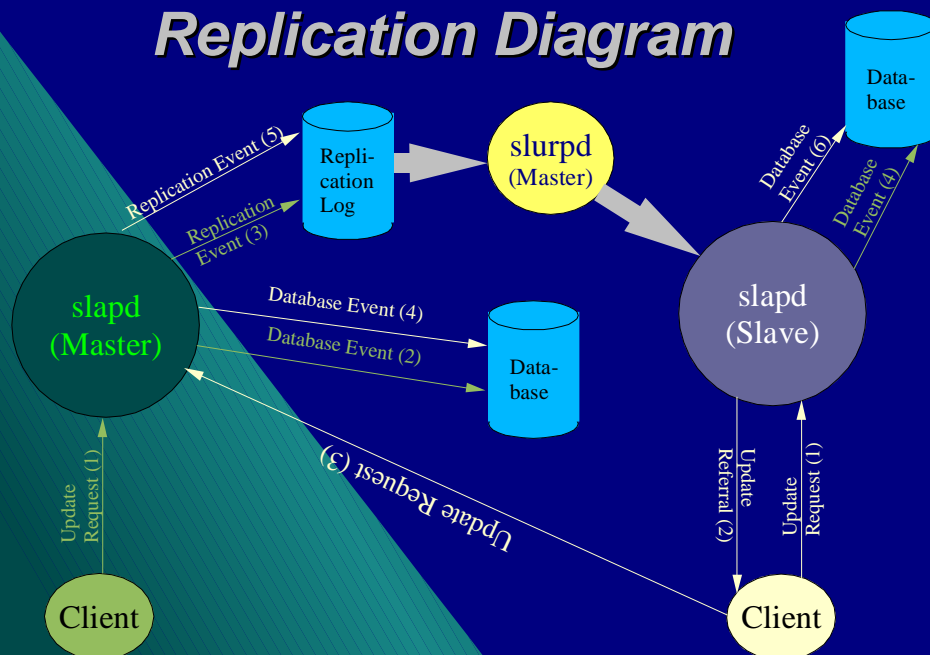 Replication Diagram
Data-
base
Repli-
cation
Log
slurpd
(Master)
Replication Event (5)
Replication
Event (3)
Database
Event (6)
Database
Event (4)
slapd
(Master)
Database Event (4)
Database Event (2)
Data-
base
slapd
(Slave)
Update Request (3)
Update
Request (1)
Update
Referral (2)
Update
Request (1)
Client
Client